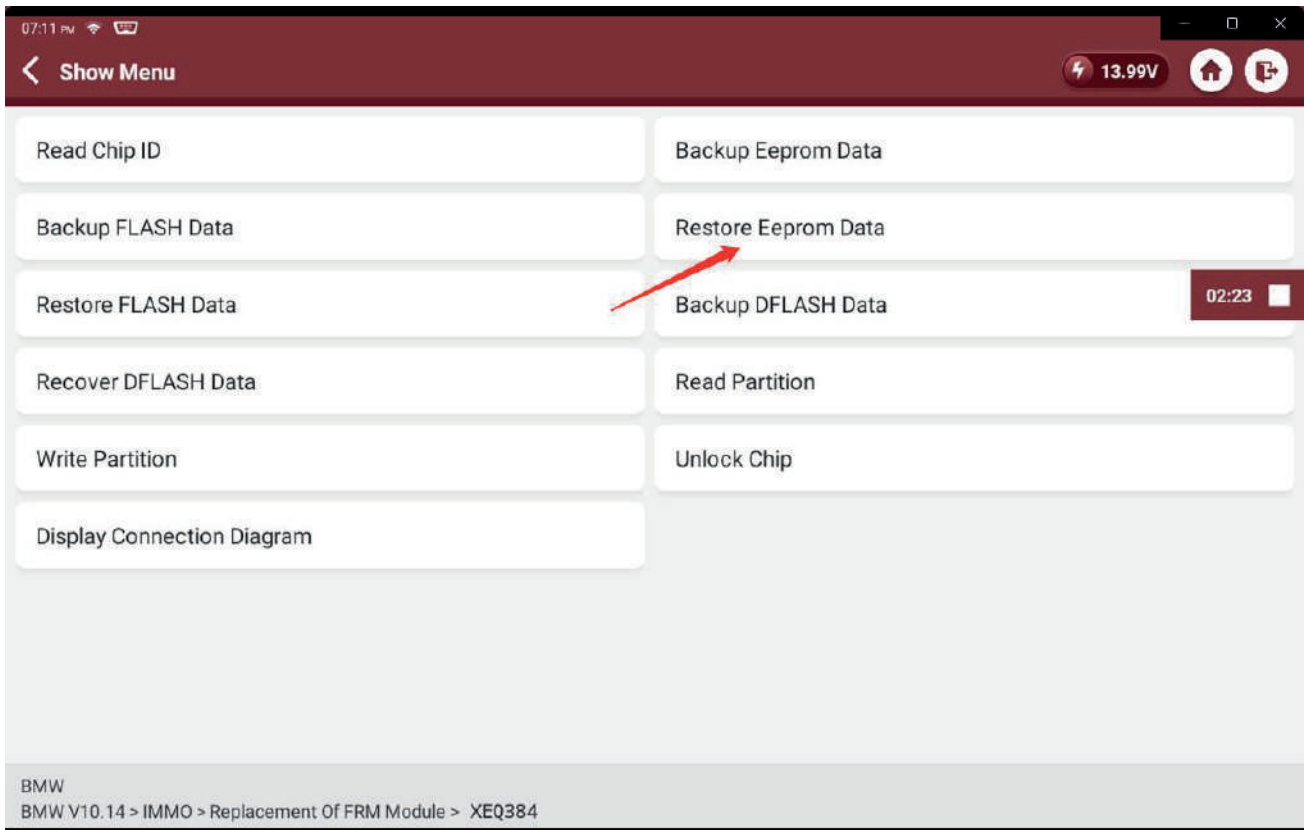 07:11 PM
Show Menu
13.99V
Read Chip ID
Backup Eeprom Data
Backup FLASH Data
Restore Eeprom Data
Restore FLASH Data
Backup DFLASH Data
02:23
Recover DFLASH Data
Read Partition
Write Partition
Unlock Chip
Display Connection Diagram
BMW
BMW V10.14 > IMMO > Replacement Of FRM Module > XEQ384